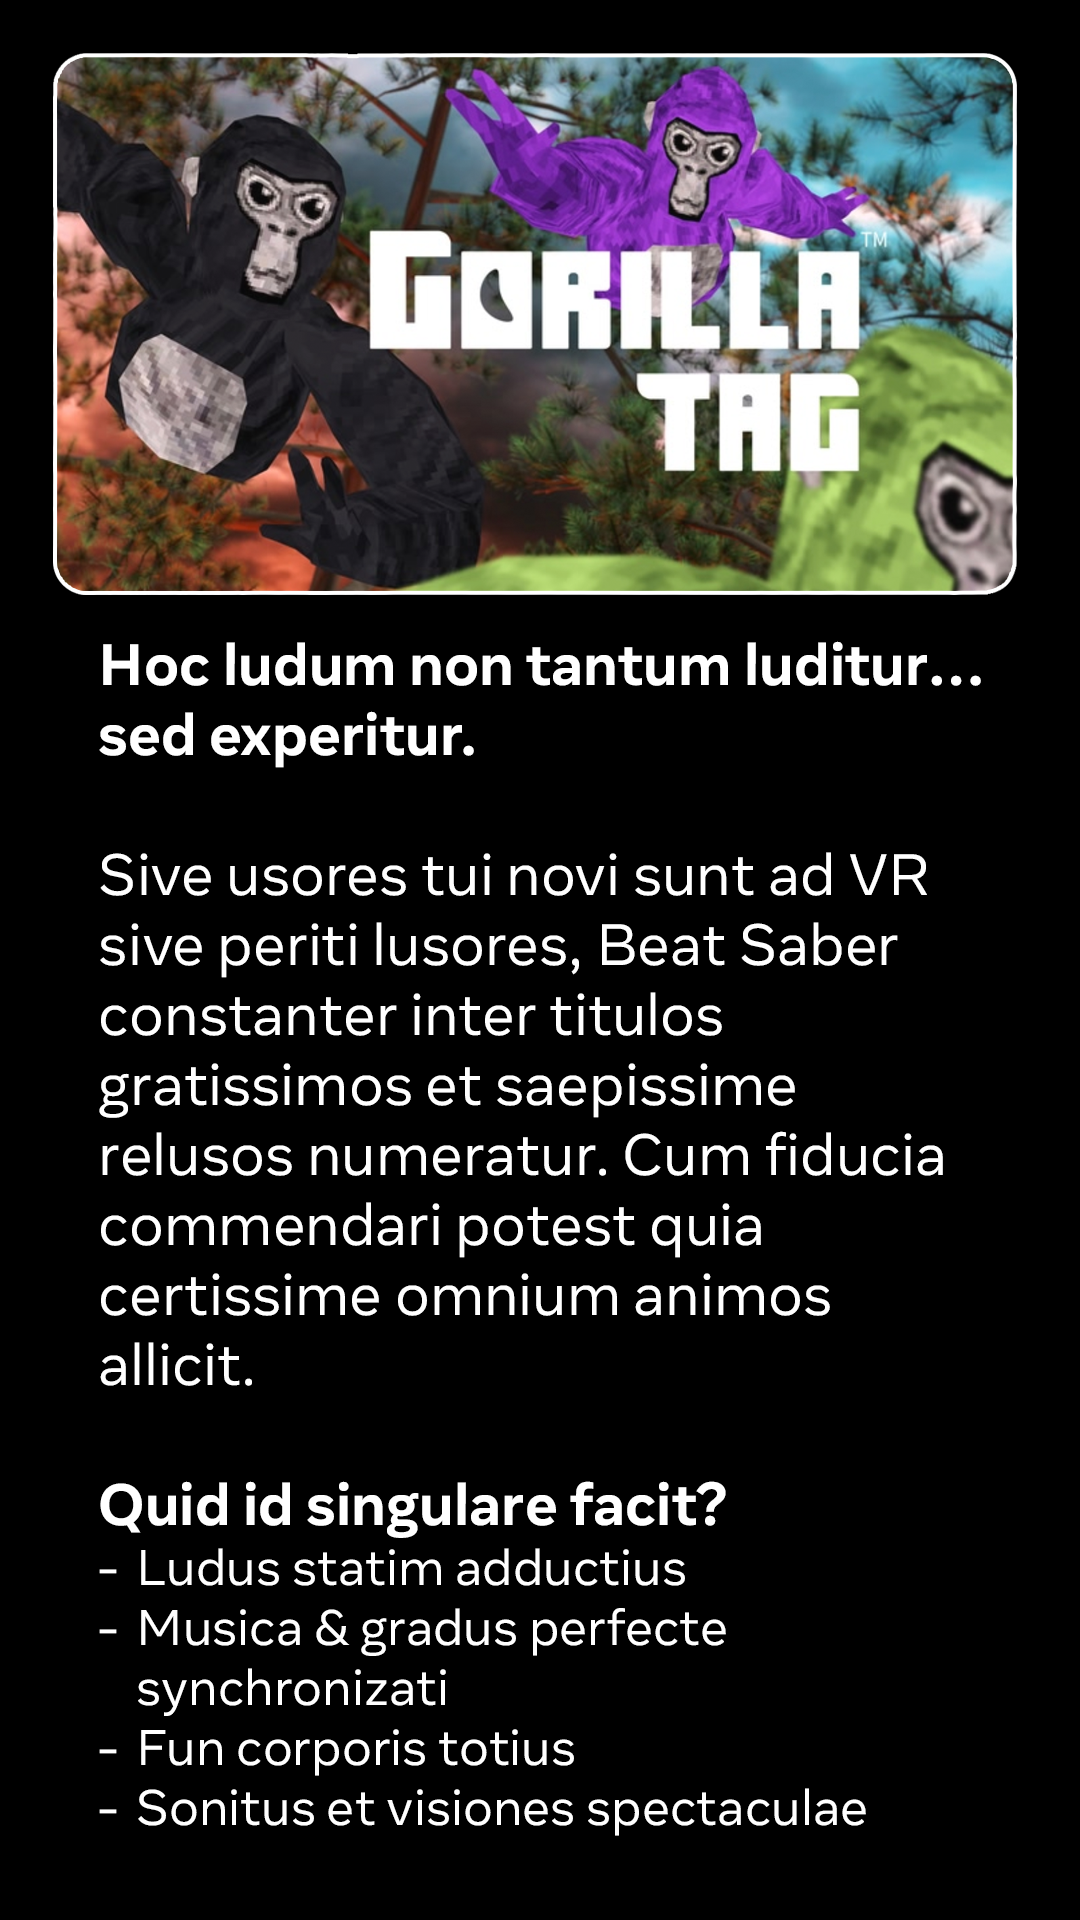 GORILLA
TAG
TM
Hoc ludum non tantum luditur...
sed experitur.
Sive usores tui novi sunt ad VR
sive periti lusores, Beat Saber
constanter inter titulos
gratissimos et saepissime
relusos numeratur. Cum fiducia
commendari potest quia
certissime omnium animos
allicit.
Quid id singulare facit?
- Ludus statim adductius
- Musica & gradus perfecte
synchronizati
- Fun corporis totius
- Sonitus et visiones spectaculae